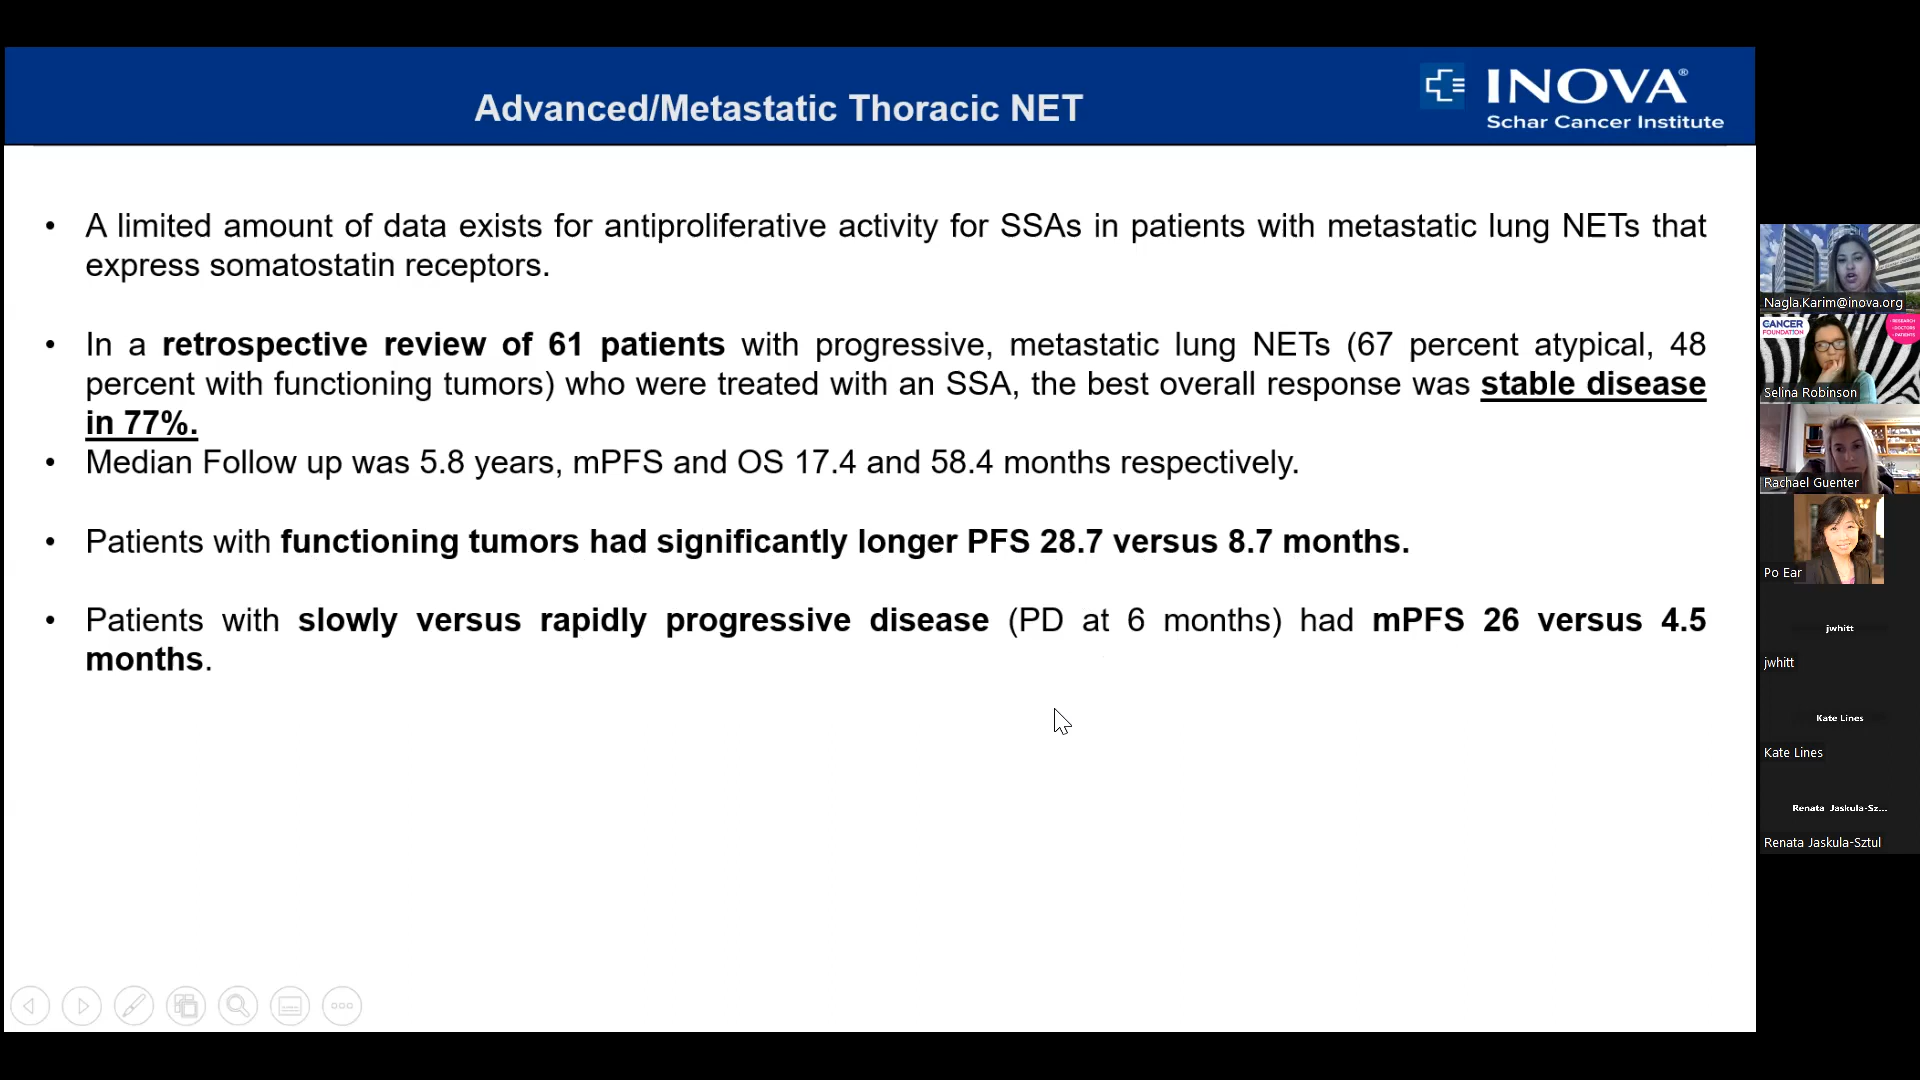 Advanced/Metastatic Thoracic NET
INOVA®
Schar Cancer Institute
• A limited amount of data exists for antiproliferative activity for SSAs in patients with metastatic lung NETs that
express somatostatin receptors.
• In a retrospective review of 61 patients with progressive, metastatic lung NETs (67 percent atypical, 48
percent with functioning tumors) who were treated with an SSA, the best overall response was stable disease
in 77%.
• Median Follow up was 5.8 years, mPFS and OS 17.4 and 58.4 months respectively.
• Patients with functioning tumors had significantly longer PFS 28.7 versus 8.7 months.
• Patients with slowly versus rapidly progressive disease (PD at 6 months) had mPFS 26 versus 4.5
months.
Nagla.Karim@inova.org
CANCER
FOUNDATION
• RESEARCH
• DOCTORS
• PATIENTS
Selina Robinson
Rachael Guenter
Po Ear
jwhitt
jwhitt
Kate Lines
Kate Lines
Renata Jaskula-Sz...
Renata Jaskula-Sztul